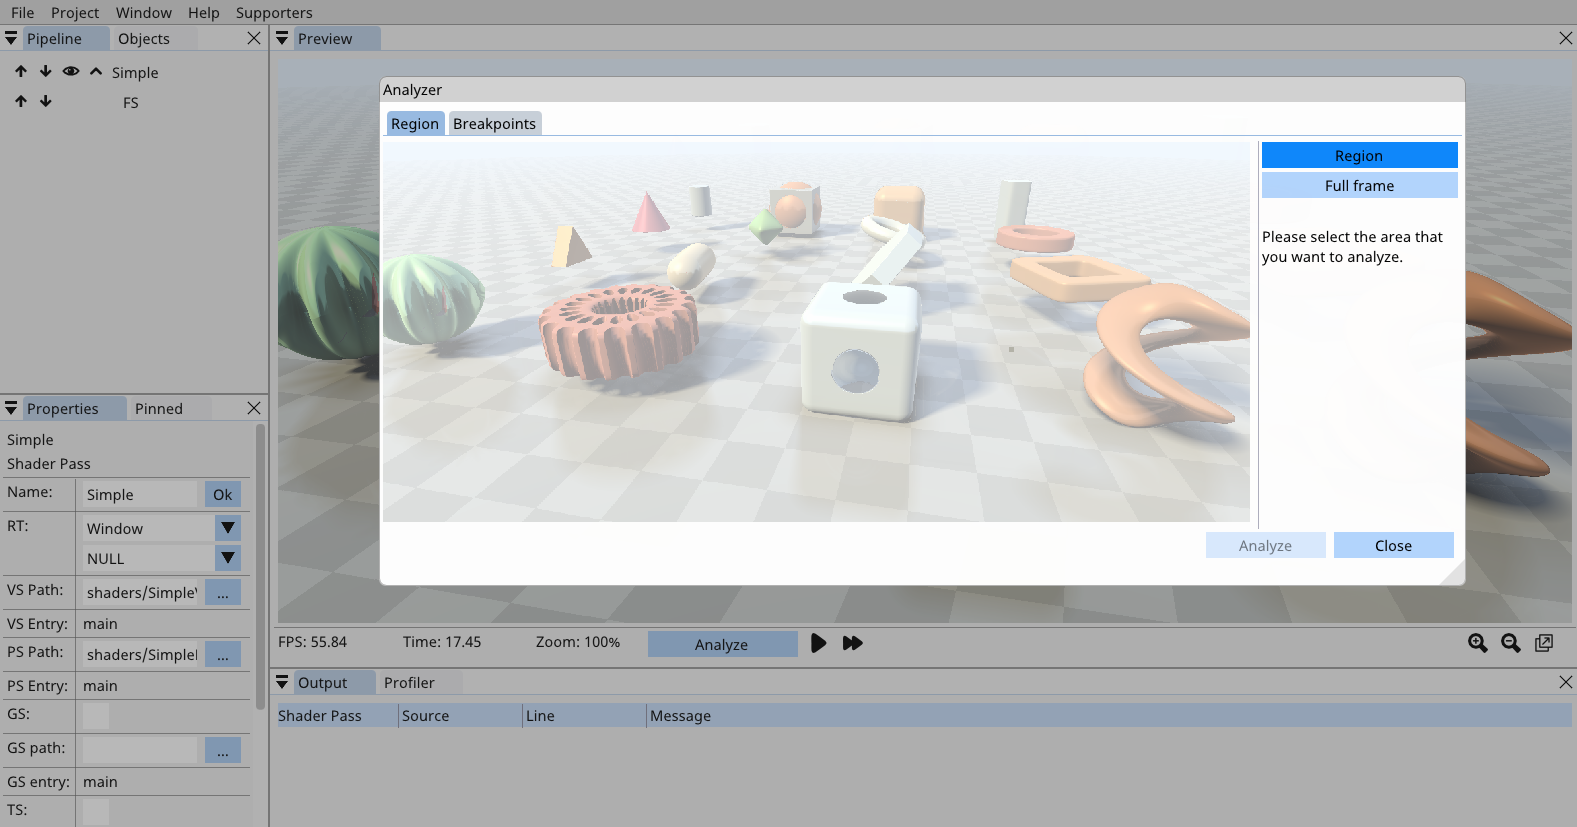 File Project Window Help Supporters
Pipeline Objects
Simple
FS
Properties Pinned
Simple
Shader Pass
Name: Simple Ok
RT: Window
NULL
VS Path: shaders/Simple ...
VS Entry: main
PS Path: shaders/Simple ...
PS Entry: main
GS:
GS path: ...
GS entry: main
TS:
Preview
Analyzer
Region Breakpoints
Region
Full frame
Please select the area that
you want to analyze.
Analyze Close
FPS: 55.84 Time: 17.45 Zoom: 100% Analyze
Output Profiler
Shader Pass Source Line Message